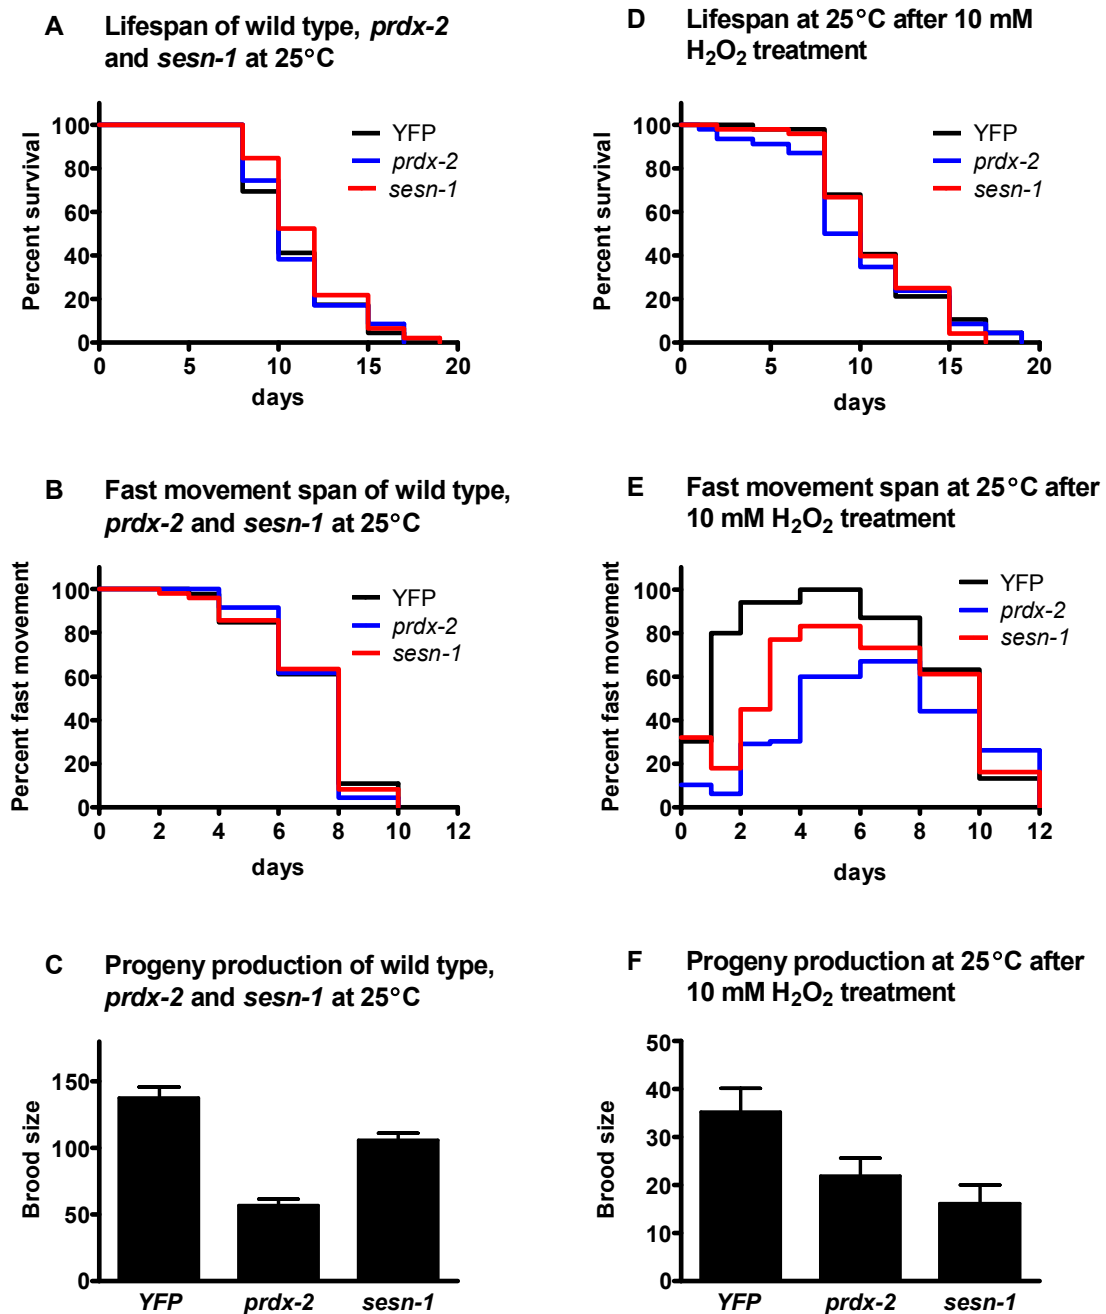 A Lifespan of wild type, prdx-2
and sesn-1 at 25°C
Percent survival
100
80
60
40
20
0
YFP
prdx-2
sesn-1
0 5 10 15 20
days
D Lifespan at 25°C after 10 mM
H₂O₂ treatment
Percent survival
100
80
60
40
20
0
YFP
prdx-2
sesn-1
0 5 10 15 20
days
B Fast movement span of wild type,
prdx-2 and sesn-1 at 25°C
Percent fast movement
100
80
60
40
20
0
YFP
prdx-2
sesn-1
0 2 4 6 8 10 12
days
E Fast movement span at 25°C after
10 mM H₂O₂ treatment
Percent fast movement
100
80
60
40
20
0
YFP
prdx-2
sesn-1
0 2 4 6 8 10 12
days
C Progeny production of wild type,
prdx-2 and sesn-1 at 25°C
Brood size
150
100
50
0
YFP prdx-2 sesn-1
F Progeny production at 25°C after
10 mM H₂O₂ treatment
Brood size
50
40
30
20
10
0
YFP prdx-2 sesn-1